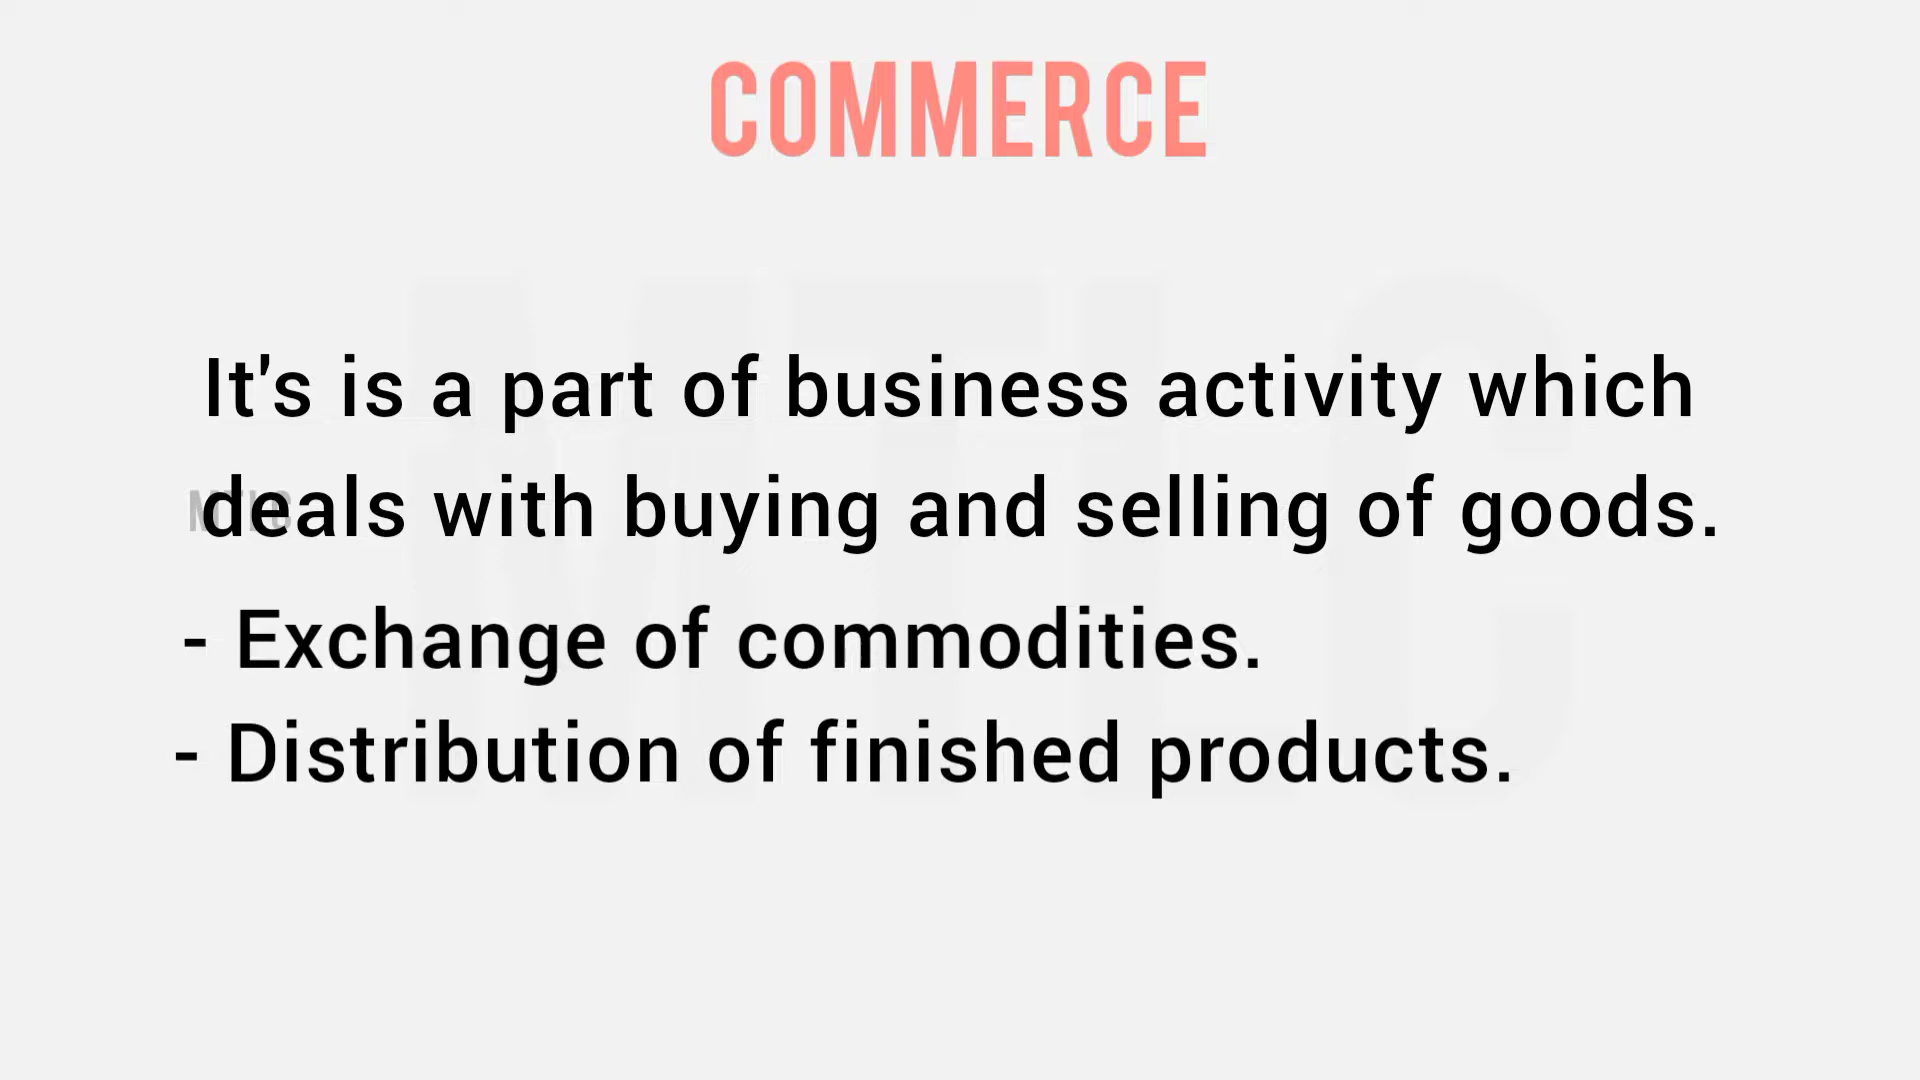 COMMERCE
It's is a part of business activity which
deals with buying and selling of goods.
- Exchange of commodities.
- Distribution of finished products.
MTLC